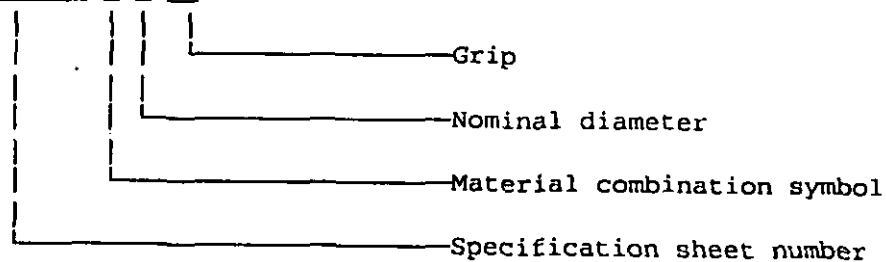 Grip
Nominal diameter
Material combination symbol
Specification sheet number